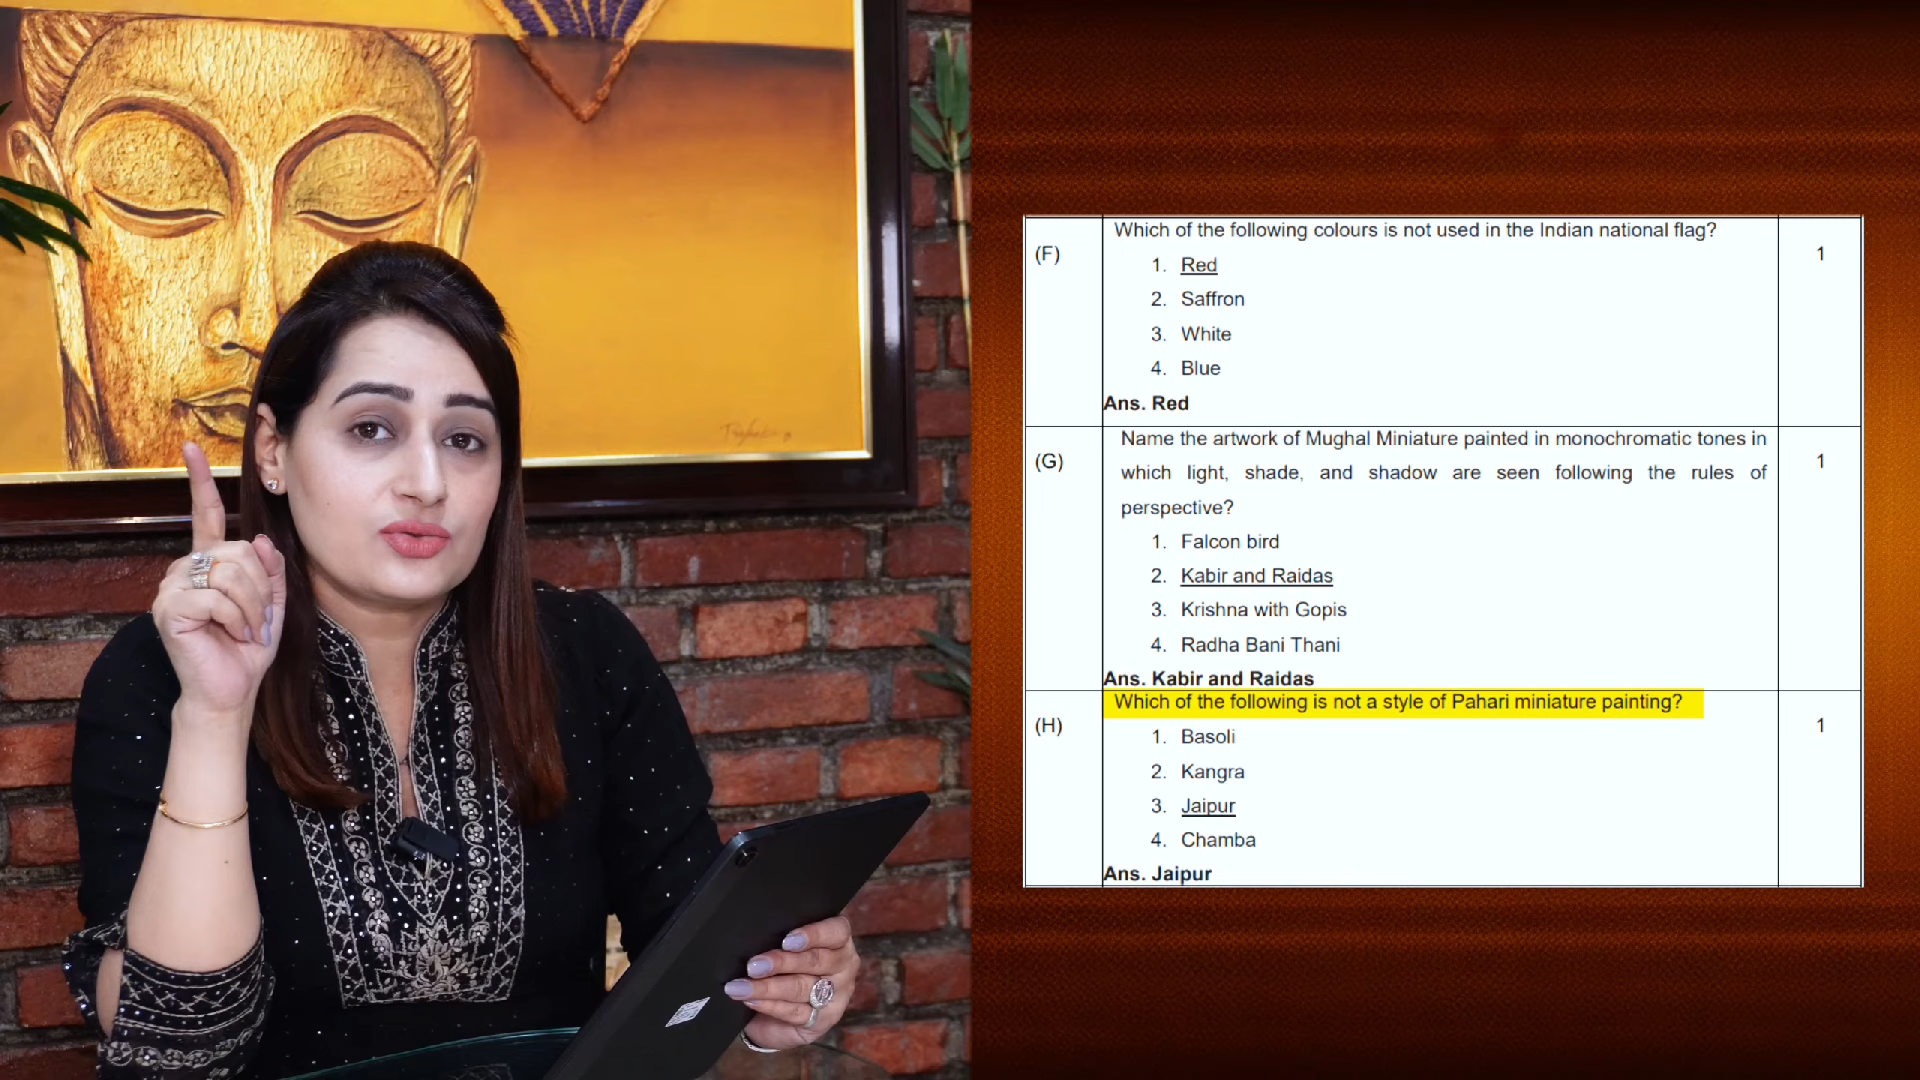 Which of the following colours is not used in the Indian national flag?
(F)
1
1. Red
2. Saffron
3. White
4. Blue
Ans. Red
Name the artwork of Mughal Miniature painted in monochromatic tones in
(G)
1
which light, shade, and shadow are seen following the rules of
perspective?
1. Falcon bird
2. Kabir and Raidas
3. Krishna with Gopis
4. Radha Bani Thani
Ans. Kabir and Raidas
Which of the following is not a style of Pahari miniature painting?
(H)
1
1. Basoli
2. Kangra
3. Jaipur
4. Chamba
Ans. Jaipur